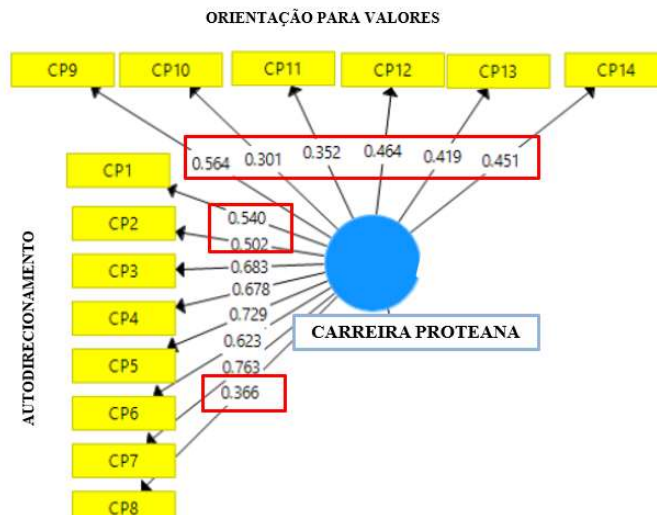 ORIENTAÇÃO PARA VALORES
CP9 CP10 CP11 CP12 CP13 CP14
0.564 0.301 0.352 0.464 0.419 0.451
AUTODIRECIONAMENTO
CP1
CP2
CP3
CP4
CP5
CP6
CP7
CP8
0.540
0.502
0.683
0.678
0.729
0.623
0.763
0.366
CARREIRA PROTEANA